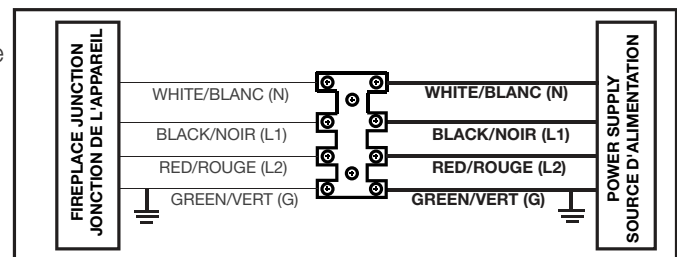 e
FIREPLACE JUNCTION
JONCTION DE L'APPAREIL
WHITE/BLANC (N)
BLACK/NOIR (L1)
RED/ROUGE (L2)
GREEN/VERT (G)
WHITE/BLANC (N)
BLACK/NOIR (L1)
RED/ROUGE (L2)
GREEN/VERT (G)
POWER SUPPLY
SOURCE D'ALIMENTATION